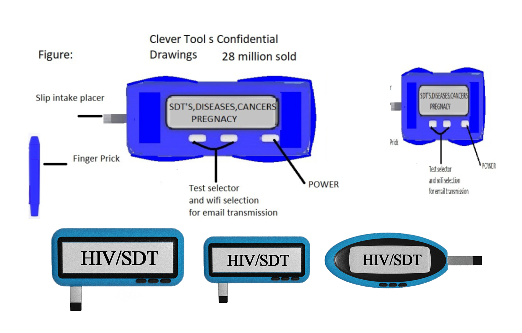 Clever Tool s Confidential
Figure:
Drawings 28 million sold
Slip intake placer
SDT'S,DISEASES,CANCERS
PREGNACY
Finger Prick
Test selector
and wifi selection
for email transmission
POWER
SDT'S,DISEASES,CANCERS
PREGNACY
Prick
Test selector
and wifi selection
for email transmission
POWER
HIV/SDT
HIV/SDT
HIV/SDT